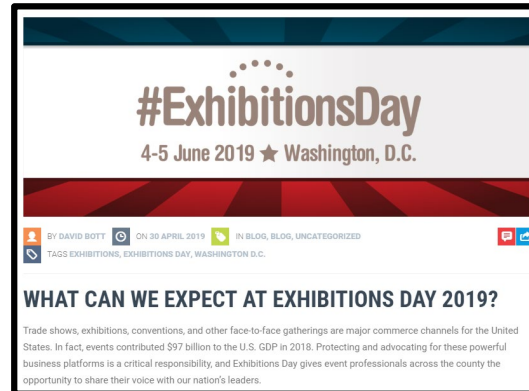 #ExhibitionsDay
4-5 June 2019 ★ Washington, D.C.
BY DAVID BOTT ON 30 APRIL 2019 IN BLOG, BLOG, UNCATEGORIZED
TAGS EXHIBITIONS, EXHIBITIONS DAY, WASHINGTON D.C.
WHAT CAN WE EXPECT AT EXHIBITIONS DAY 2019?
Trade shows, exhibitions, conventions, and other face-to-face gatherings are major commerce channels for the United
States. In fact, events contributed $97 billion to the U.S. GDP in 2018. Protecting and advocating for these powerful
business platforms is a critical responsibility, and Exhibitions Day gives event professionals across the county the
opportunity to share their voice with our nation's leaders.